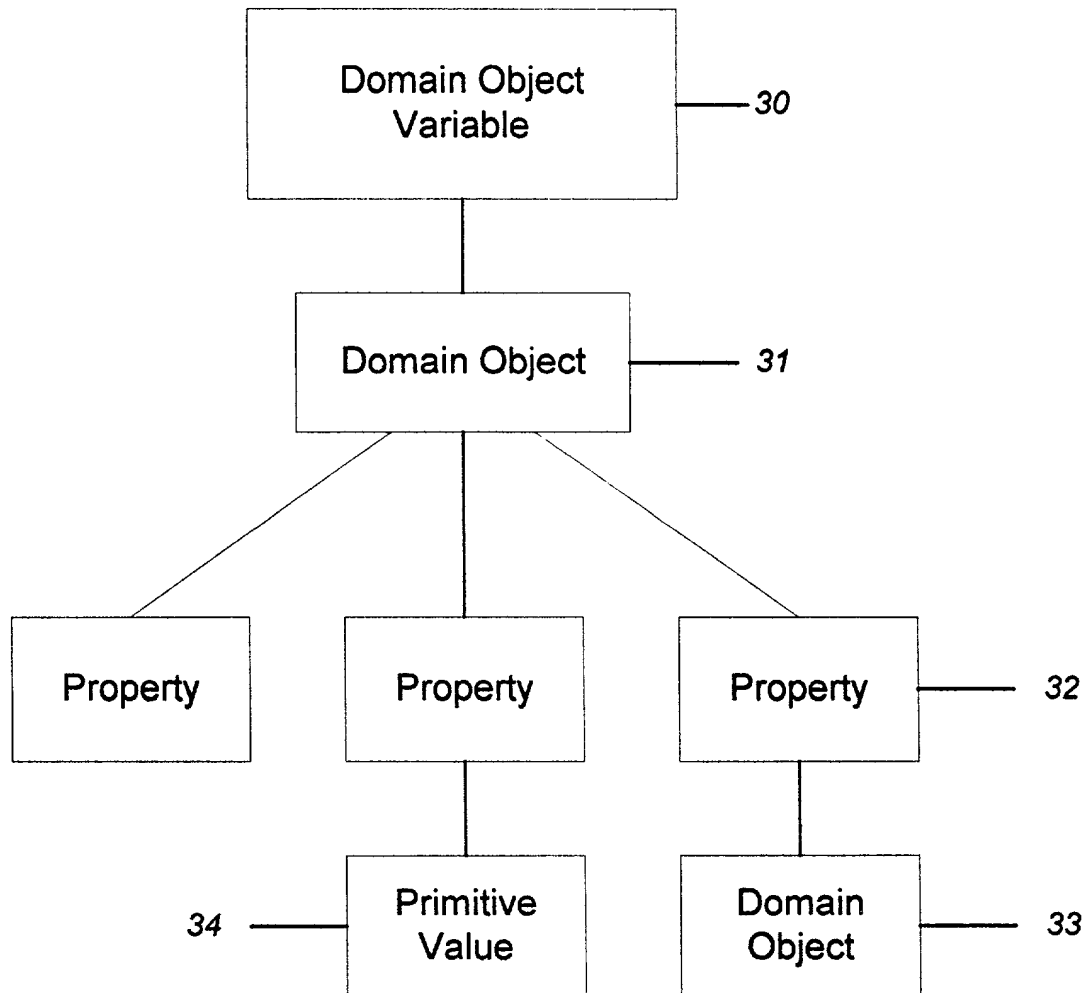 Domain Object
Variable
30
Domain Object
31
Property
Property
Property
32
34
Primitive
Value
Domain
Object
33